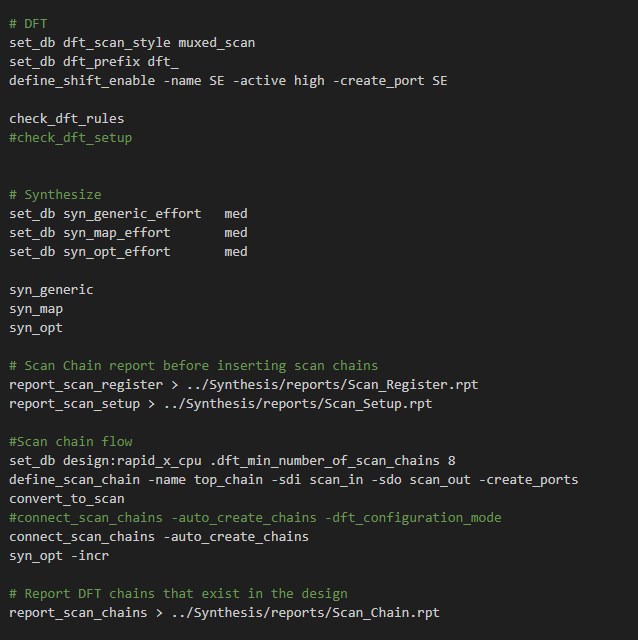 # DFT
set_db dft_scan_style muxed_scan
set_db dft_prefix dft_
define_shift_enable -name SE -active high -create_port SE
check_dft_rules
#check_dft_setup
# Synthesize
set_db syn_generic_effort   med
set_db syn_map_effort       med
set_db syn_opt_effort       med
syn_generic
syn_map
syn_opt
# Scan Chain report before inserting scan chains
report_scan_register > ../Synthesis/reports/Scan_Register.rpt
report_scan_setup > ../Synthesis/reports/Scan_Setup.rpt
#Scan chain flow
set_db design:rapid_x_cpu .dft_min_number_of_scan_chains 8
define_scan_chain -name top_chain -sdi scan_in -sdo scan_out -create_ports
convert_to_scan
#connect_scan_chains -auto_create_chains -dft_configuration_mode
connect_scan_chains -auto_create_chains
syn_opt -incr
# Report DFT chains that exist in the design
report_scan_chains > ../Synthesis/reports/Scan_Chain.rpt